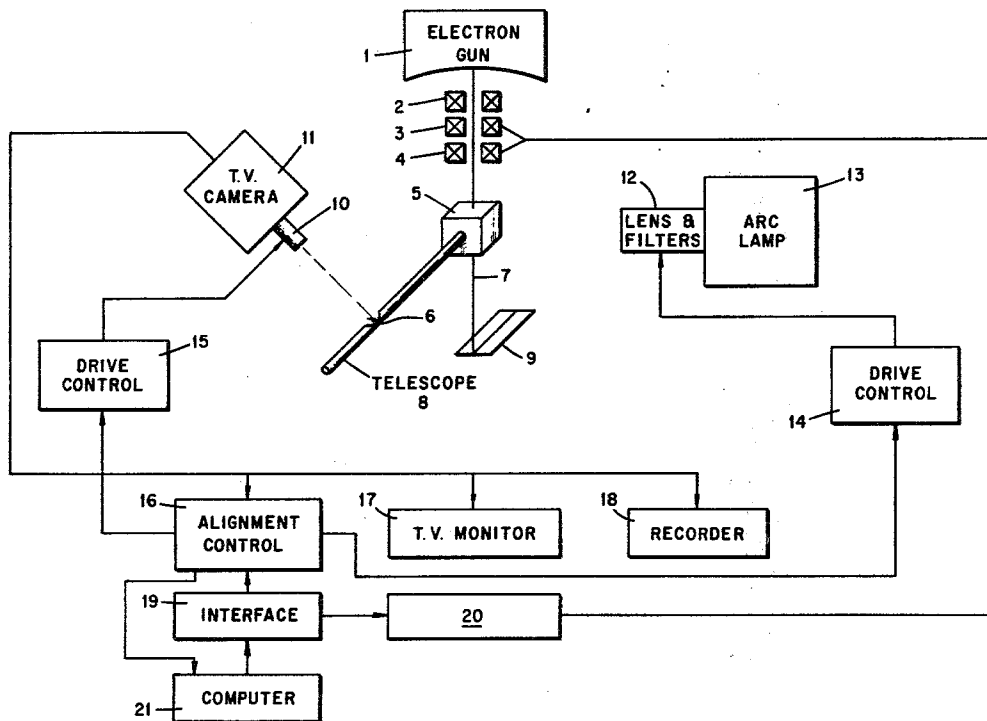 ELECTRON
GUN
1
2
3
4
11
T.V.
CAMERA
10
5
12
13
LENS &
FILTERS
ARC
LAMP
7
6
9
15
DRIVE
CONTROL
TELESCOPE
8
DRIVE
CONTROL
14
16
ALIGNMENT
CONTROL
17
T.V. MONITOR
18
RECORDER
19
INTERFACE
20
COMPUTER
21